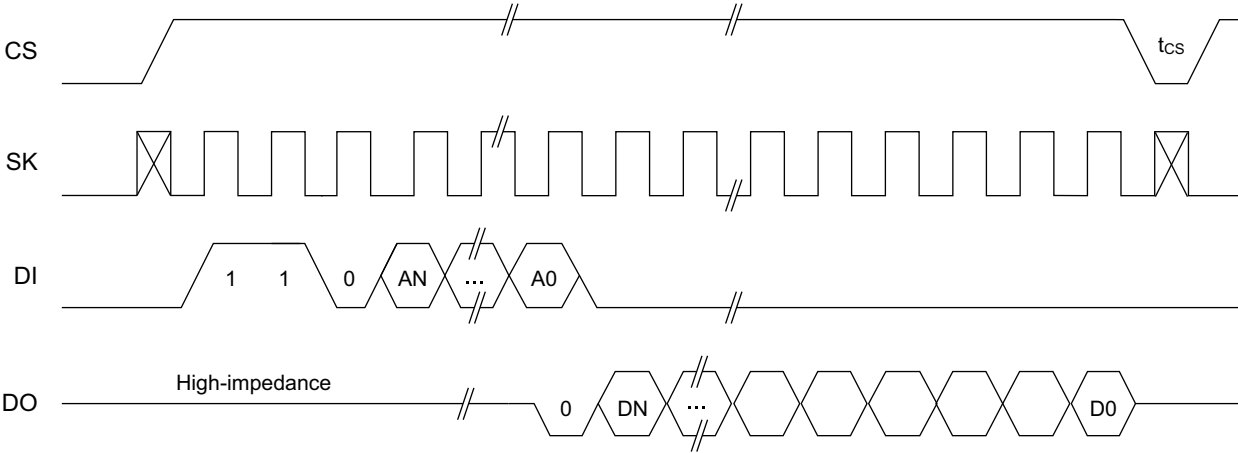 CS
tCS
SK
DI 1 1 0 AN ... A0
High-impedance
DO 0 DN ... D0